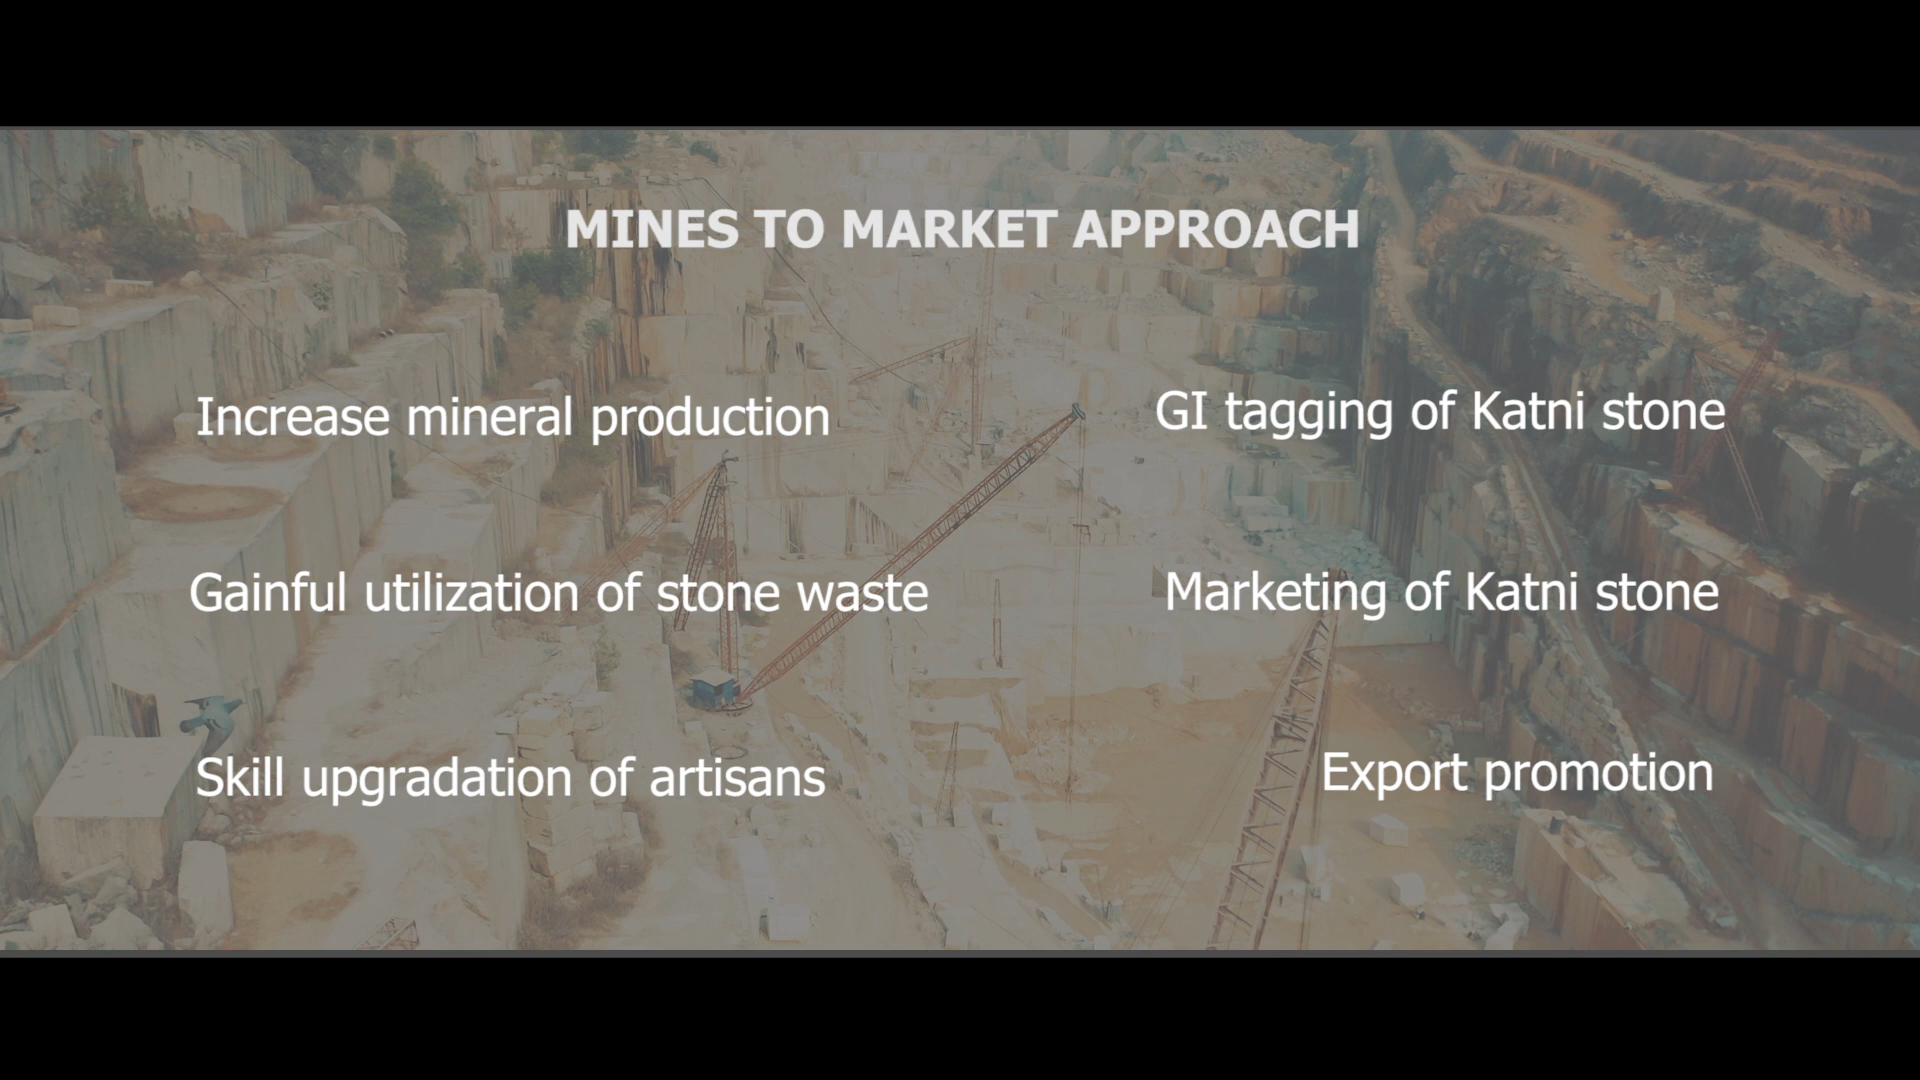 MINES TO MARKET APPROACH
Increase mineral production
Gainful utilization of stone waste
Skill upgradation of artisans
GI tagging of Katni stone
Marketing of Katni stone
Export promotion